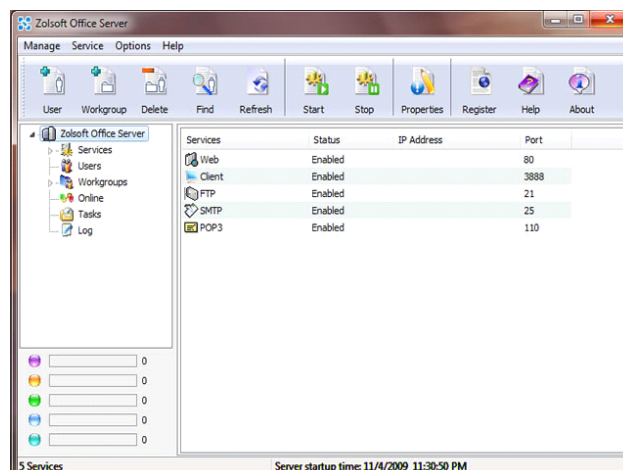 Zolsoft Office Server
Manage Service Options Help
User Workgroup Delete Find Refresh Start Stop Properties Register Help About
Zolsoft Office Server
Services
Users
Workgroups
Online
Tasks
Log
Services Status IP Address Port
Web Enabled 80
Client Enabled 3888
FTP Enabled 21
SMTP Enabled 25
POP3 Enabled 110
0
0
0
0
0
5 Services Server startup time: 11/4/2009 11:30:50 PM